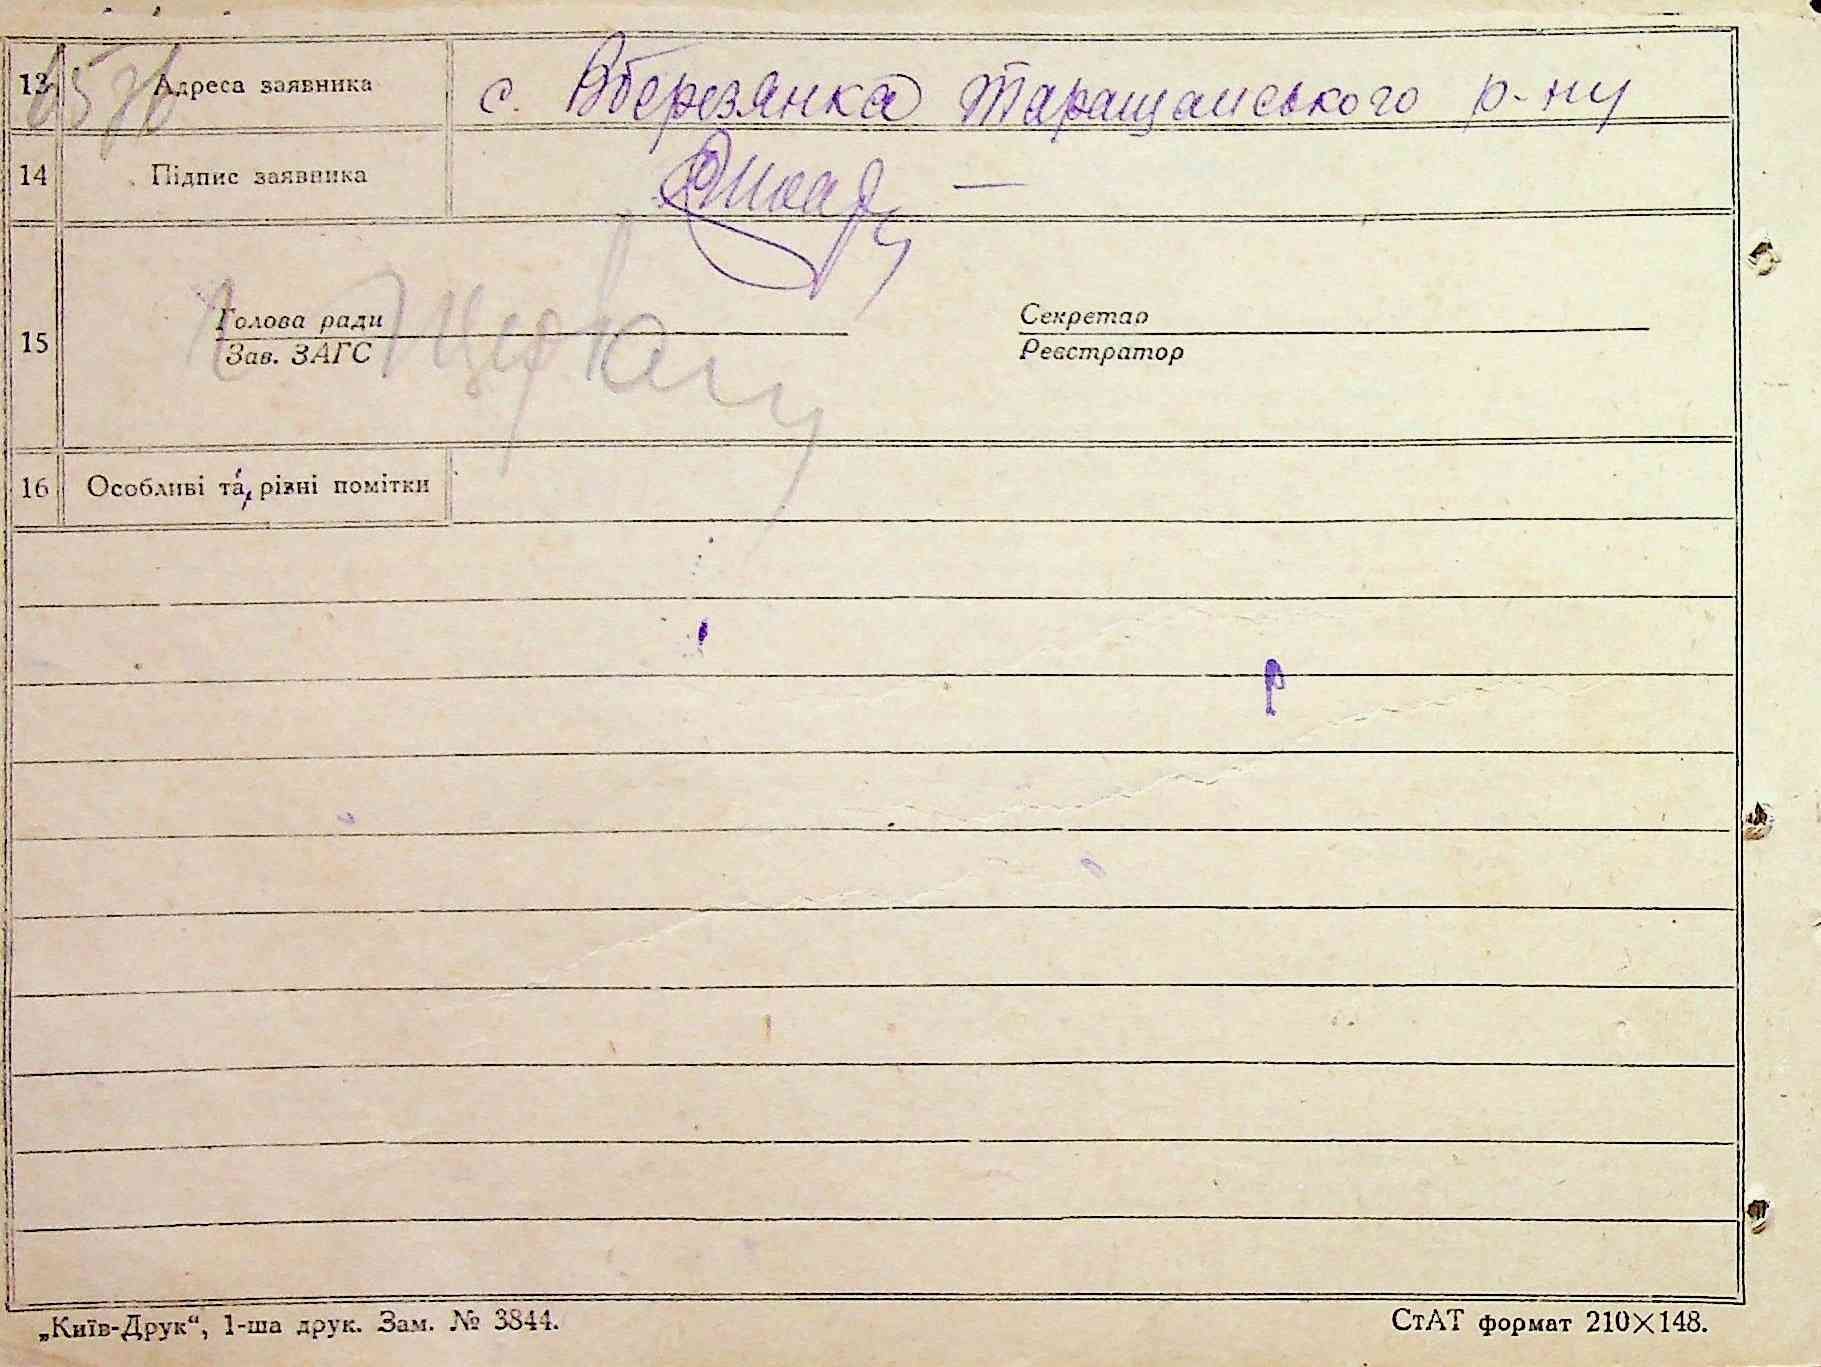 13 Адреса заявника с. Вберезянка Таращанського р-ну
14 Підпис заявника
15 Голова ради Секретар
Зав. ЗАГС Реєстратор
16 Особливі та різні помітки
„Київ-Друк“, 1-ша друк. Зам. № 3844. СтАТ формат 210×148.